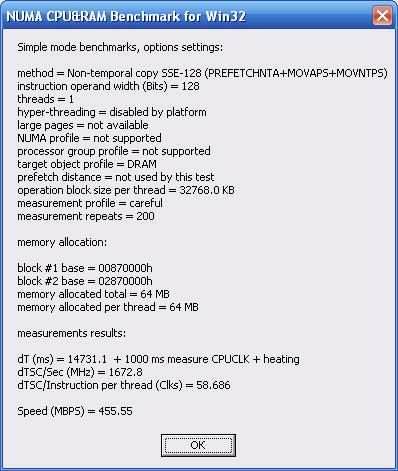 NUMA CPU&RAM Benchmark for Win32
Simple mode benchmarks, options settings:
method = Non-temporal copy SSE-128 (PREFETCHNTA+MOVAPS+MOVNTPS)
instruction operand width (Bits) = 128
threads = 1
hyper-threading = disabled by platform
large pages = not available
NUMA profile = not supported
processor group profile = not supported
target object profile = DRAM
prefetch distance = not used by this test
operation block size per thread = 32768.0 KB
measurement profile = careful
measurement repeats = 200
memory allocation:
block #1 base = 00870000h
block #2 base = 02870000h
memory allocated total = 64 MB
memory allocated per thread = 64 MB
measurements results:
dT (ms) = 14731.1  + 1000 ms measure CPUCLK + heating
dTSC/Sec (MHz) = 1672.8
dTSC/Instruction per thread (Clks) = 58.686
Speed (MBPS) = 455.55
OK